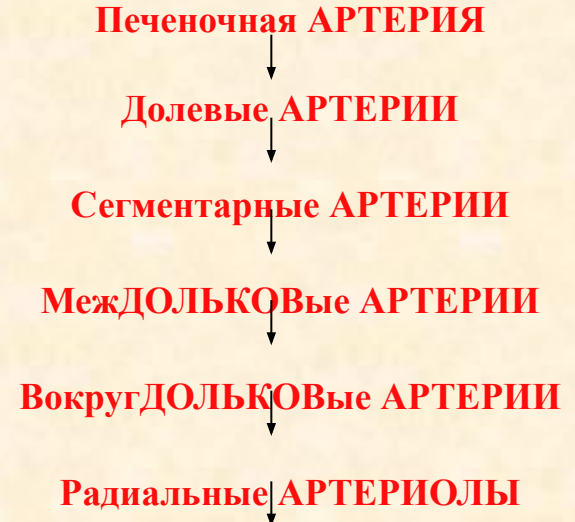 Печеночная АРТЕРИЯ
Долевые АРТЕРИИ
Сегментарные АРТЕРИИ
МежДОЛЬКОВые АРТЕРИИ
ВокругДОЛЬКОВые АРТЕРИИ
Радиальные АРТЕРИОЛЫ